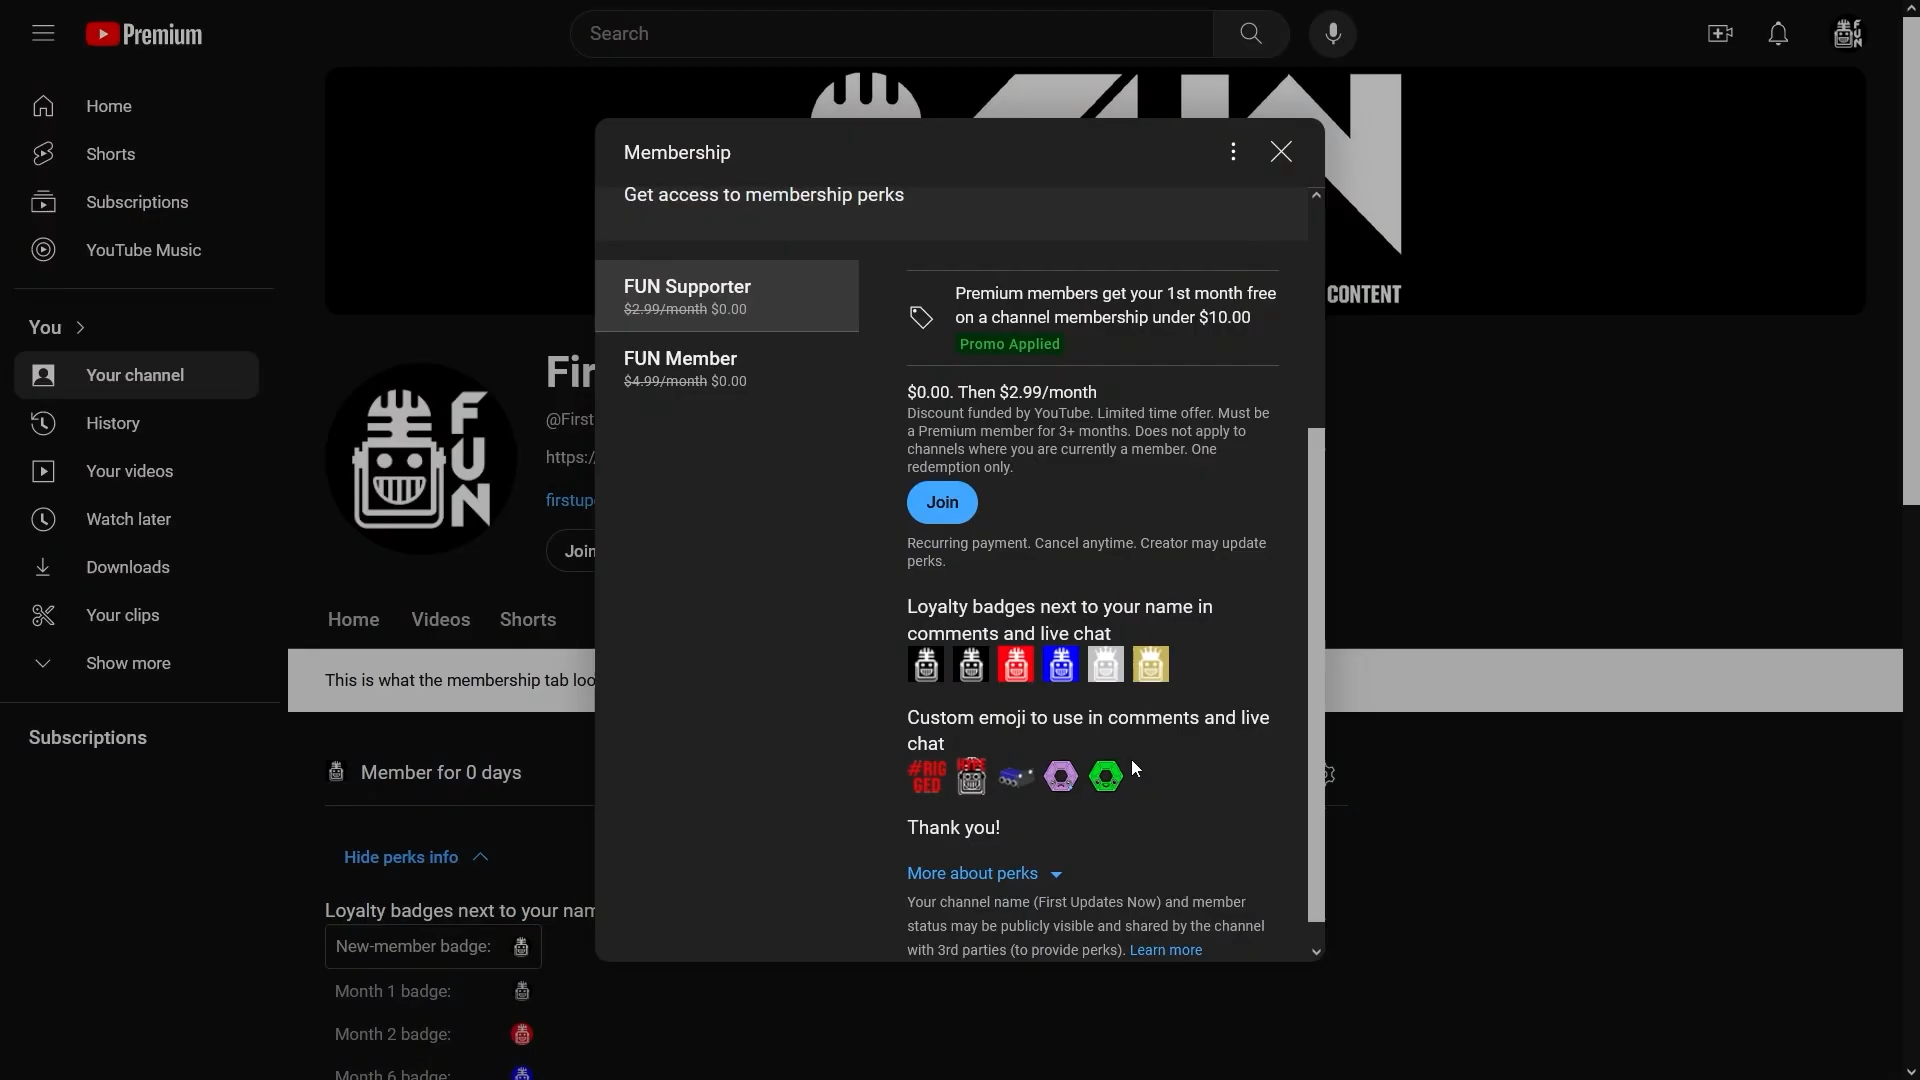 Premium
Search
FUN
Home
Shorts
Subscriptions
YouTube Music
You
Your channel
History
Your videos
Watch later
Downloads
Your clips
Show more
Subscriptions
CONTENT
FUN
Fir
@First
https:/
firstup
Join
Home Videos Shorts
This is what the membership tab loo
Member for 0 days
Hide perks info
Loyalty badges next to your nam
New-member badge:
Month 1 badge:
Month 2 badge:
Month 6 badge:
Membership
Get access to membership perks
FUN Supporter
$2.99/month $0.00
FUN Member
$4.99/month $0.00
Premium members get your 1st month free
on a channel membership under $10.00
Promo Applied
$0.00. Then $2.99/month
Discount funded by YouTube. Limited time offer. Must be
a Premium member for 3+ months. Does not apply to
channels where you are currently a member. One
redemption only.
Join
Recurring payment. Cancel anytime. Creator may update
perks.
Loyalty badges next to your name in
comments and live chat
Custom emoji to use in comments and live
chat
#RIG
GED
HYPE
Thank you!
More about perks
Your channel name (First Updates Now) and member
status may be publicly visible and shared by the channel
with 3rd parties (to provide perks). Learn more